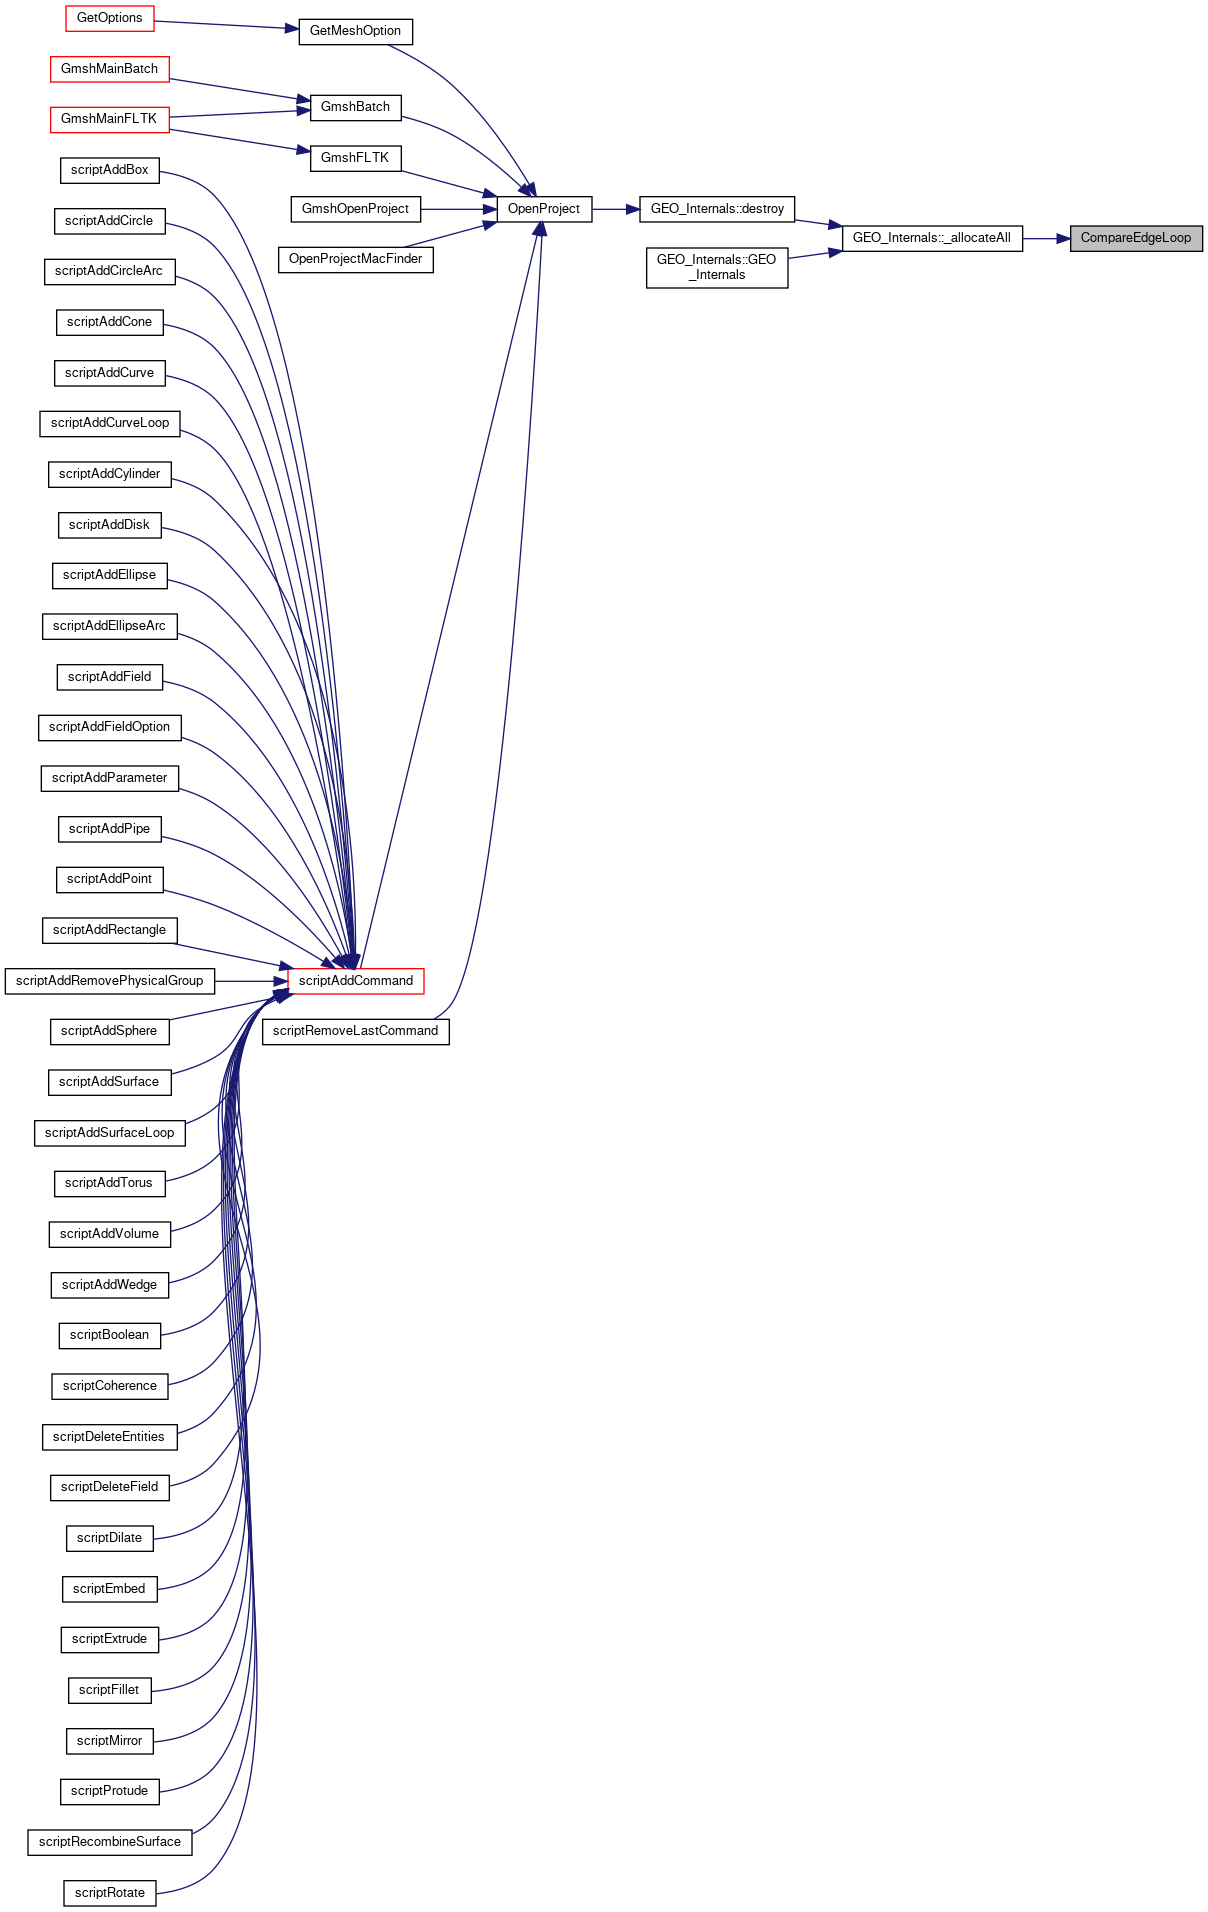 GetOptions
GetMeshOption
GmshMainBatch
GmshBatch
GmshMainFLTK
GmshFLTK
scriptAddBox
GmshOpenProject
OpenProject
GEO_Internals::destroy
scriptAddCircle
GEO_Internals::_allocateAll
CompareEdgeLoop
OpenProjectMacFinder
GEO_Internals::GEO
_Internals
scriptAddCircleArc
scriptAddCone
scriptAddCurve
scriptAddCurveLoop
scriptAddCylinder
scriptAddDisk
scriptAddEllipse
scriptAddEllipseArc
scriptAddField
scriptAddFieldOption
scriptAddParameter
scriptAddPipe
scriptAddPoint
scriptAddRectangle
scriptAddRemovePhysicalGroup
scriptAddCommand
scriptAddSphere
scriptRemoveLastCommand
scriptAddSurface
scriptAddSurfaceLoop
scriptAddTorus
scriptAddVolume
scriptAddWedge
scriptBoolean
scriptCoherence
scriptDeleteEntities
scriptDeleteField
scriptDilate
scriptEmbed
scriptExtrude
scriptFillet
scriptMirror
scriptProtude
scriptRecombineSurface
scriptRotate